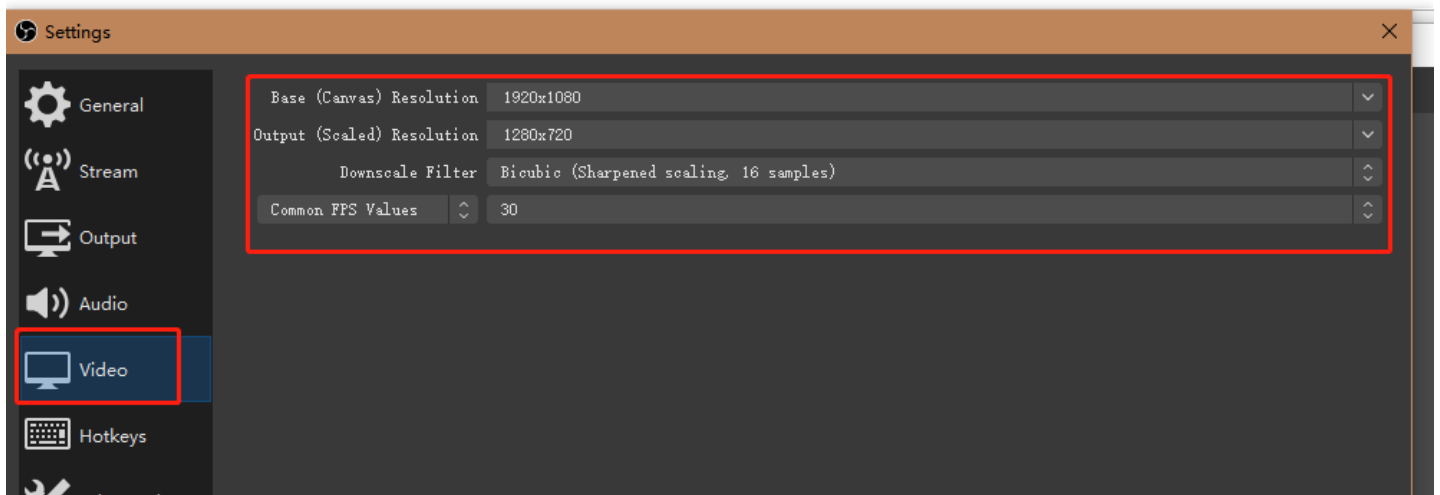 Settings
General
Stream
Output
Audio
Video
Hotkeys
Base (Canvas) Resolution 1920x1080
Output (Scaled) Resolution 1280x720
Downscale Filter Bicubic (Sharpened scaling, 16 samples)
Common FPS Values 30